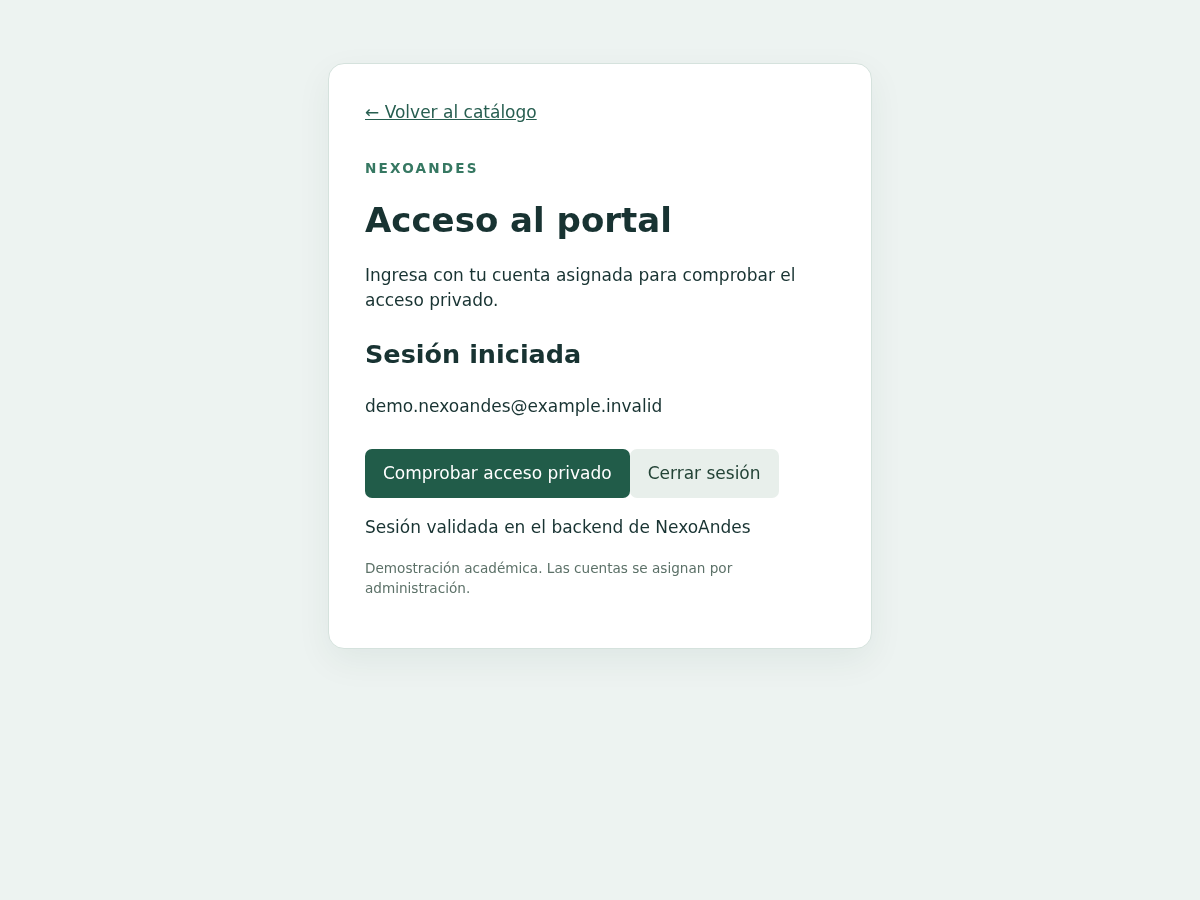 ← Volver al catálogo
NEXOANDES
Acceso al portal
Ingresa con tu cuenta asignada para comprobar el
acceso privado.
Sesión iniciada
demo.nexoandes@example.invalid
Comprobar acceso privado Cerrar sesión
Sesión validada en el backend de NexoAndes
Demostración académica. Las cuentas se asignan por
administración.